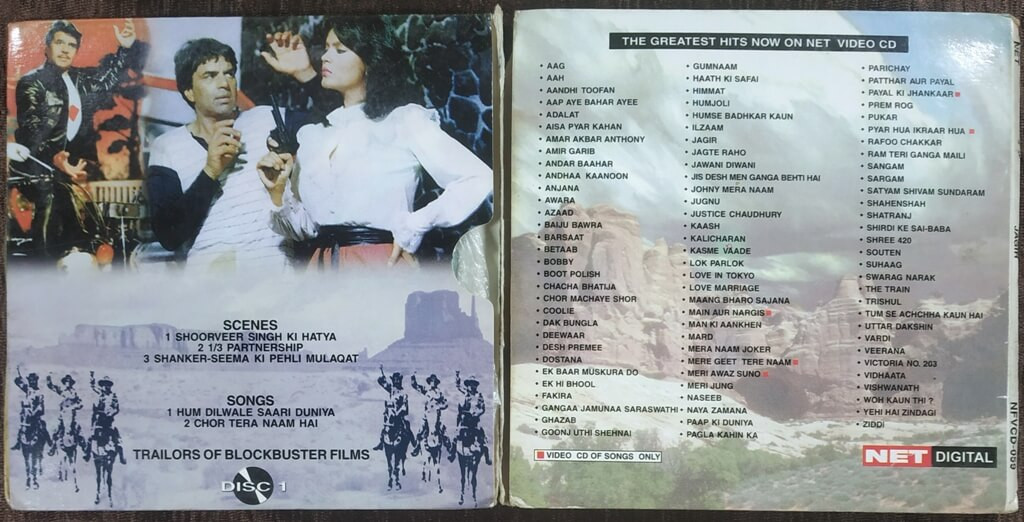 SCENES
1 SHOORVEER SINGH KI HATYA
2 1/3 PARTNERSHIP
3 SHANKER-SEEMA KI PEHLI MULAQAT
SONGS
1 HUM DILWALE SAARI DUNIYA
2 CHOR TERA NAAM HAI
TRAILORS OF BLOCKBUSTER FILMS
DISC 1
THE GREATEST HITS NOW ON NET VIDEO CD
• AAG
• AAH
• AANDHI TOOFAN
• AAP AYE BAHAR AYEE
• ADALAT
• AISA PYAR KAHAN
• AMAR AKBAR ANTHONY
• AMIR GARIB
• ANDAR BAAHAR
• ANDHAA KAANOON
• ANJANA
• AWARA
• AZAAD
• BAIJU BAWRA
• BARSAAT
• BETAAB
• BOBBY
• BOOT POLISH
• CHACHA BHATIJA
• CHOR MACHAYE SHOR
• COOLIE
• DAK BUNGLA
• DEEWAAR
• DESH PREMEE
• DOSTANA
• EK BAAR MUSKURA DO
• EK HI BHOOL
• FAKIRA
• GANGAA JAMUNAA SARASWATHI
• GHAZAB
• GOONJ UTHI SHEHNAI
• GUMNAAM
• HAATH KI SAFAI
• HIMMAT
• HUMJOLI
• HUMSE BADHKAR KAUN
• ILZAAM
• JAGIR
• JAGTE RAHO
• JAWANI DIWANI
• JIS DESH MEN GANGA BEHTI HAI
• JOHNY MERA NAAM
• JUGNU
• JUSTICE CHAUDHURY
• KAASH
• KALICHARAN
• KASME VAADE
• LOK PARLOK
• LOVE IN TOKYO
• LOVE MARRIAGE
• MAANG BHARO SAJANA
• MAIN AUR NARGIS
• MAN KI AANKHEN
• MARD
• MERA NAAM JOKER
• MERE GEET TERE NAAM
• MERI AWAZ SUNO
• MERI JUNG
• NASEEB
• NAYA ZAMANA
• PAAP KI DUNIYA
• PAGLA KAHIN KA
• PARICHAY
• PATTHAR AUR PAYAL
• PAYAL KI JHANKAAR
• PREM ROG
• PUKAR
• PYAR HUA IKRAAR HUA
• RAFOO CHAKKAR
• RAM TERI GANGA MAILI
• SANGAM
• SARGAM
• SATYAM SHIVAM SUNDARAM
• SHAHENSHAH
• SHATRANJ
• SHIRDI KE SAI-BABA
• SHREE 420
• SOUTEN
• SUHAAG
• SWARAG NARAK
• THE TRAIN
• TRISHUL
• TUM SE ACHCHHA KAUN HAI
• UTTAR DAKSHIN
• VARDI
• VEERANA
• VICTORIA NO. 203
• VIDHAATA
• VISHWANATH
• WOH KAUN THI ?
• YEHI HAI ZINDAGI
• ZIDDI
VIDEO CD OF SONGS ONLY
NET DIGITAL